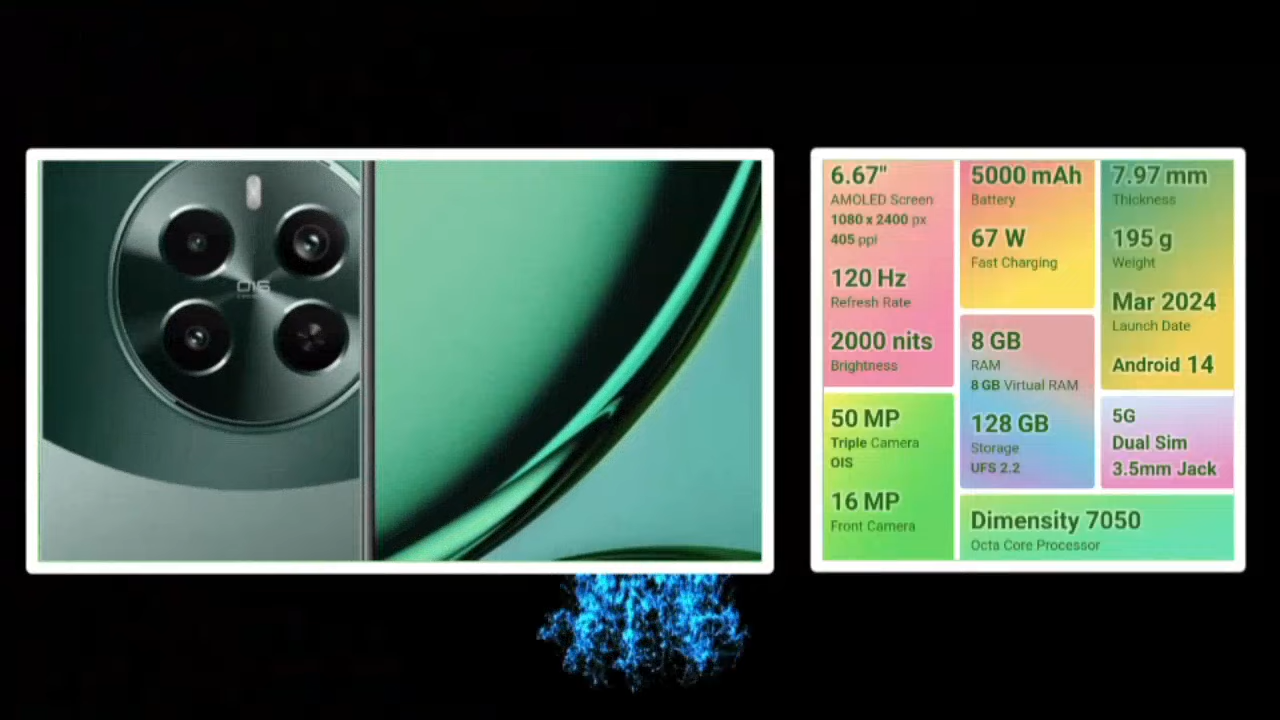 OIS
6.67"
AMOLED Screen
1080 x 2400 px
405 ppi
120 Hz
Refresh Rate
2000 nits
Brightness
50 MP
Triple Camera
OIS
16 MP
Front Camera
5000 mAh
Battery
67 W
Fast Charging
8 GB
RAM
8 GB Virtual RAM
128 GB
Storage
UFS 2.2
7.97 mm
Thickness
195 g
Weight
Mar 2024
Launch Date
Android 14
5G
Dual Sim
3.5mm Jack
Dimensity 7050
Octa Core Processor